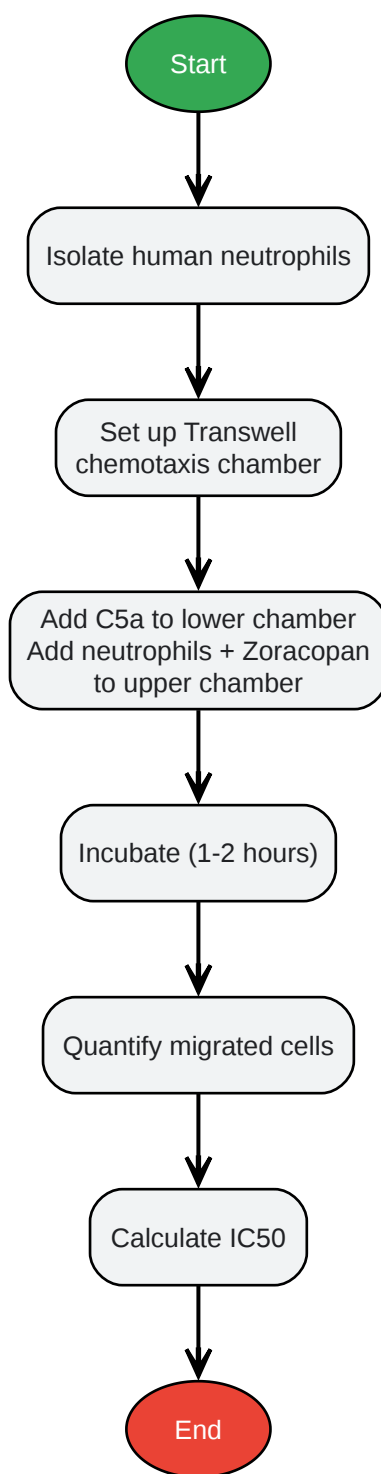 Start
Isolate human neutrophils
Set up Transwell
chemotaxis chamber
Add C5a to lower chamber
Add neutrophils + Zoracopan
to upper chamber
Incubate (1-2 hours)
Quantify migrated cells
Calculate IC50
End